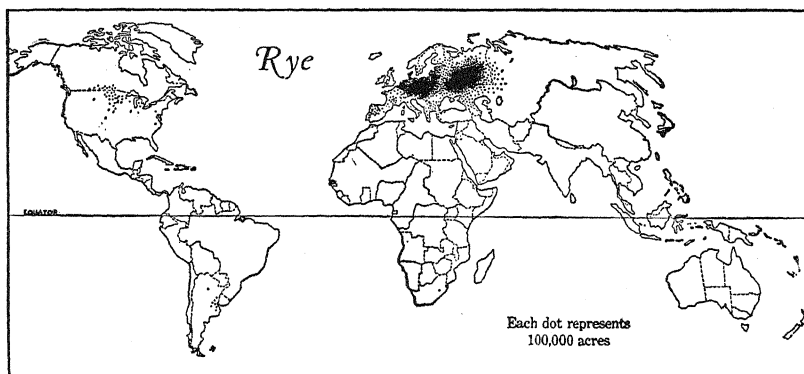 Rye
EQUATOR
Each dot represents
100,000 acres